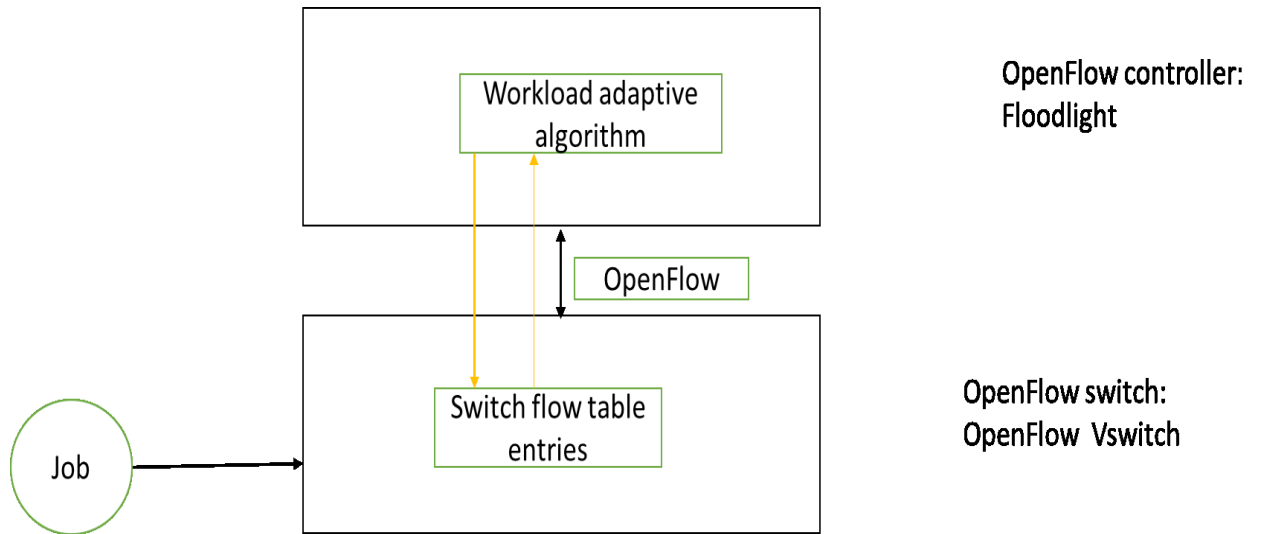 Workload adaptive
algorithm
OpenFlow controller:
Floodlight
OpenFlow
Switch flow table
entries
OpenFlow switch:
OpenFlow Vswitch
Job